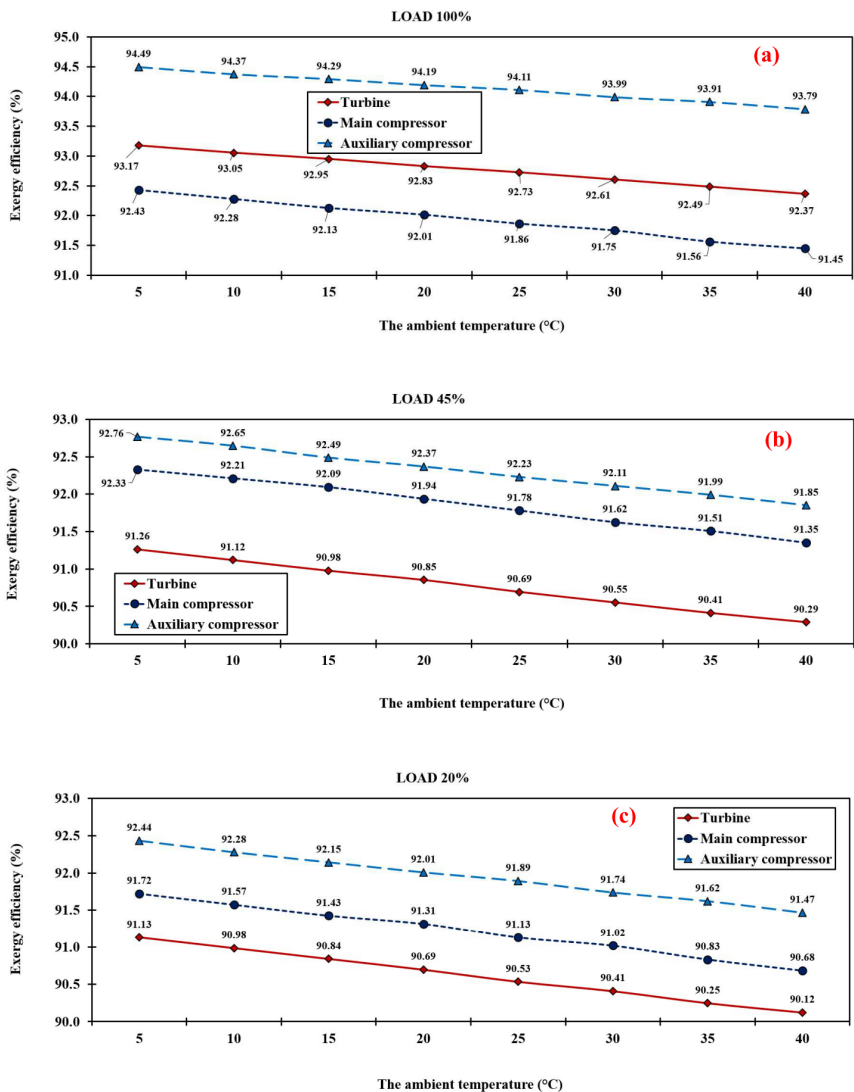 LOAD 100%
95.0
94.5
94.0
93.5
93.0
92.5
92.0
91.5
91.0
Exergy efficiency (%)
(a)
94.49 94.37 94.29 94.19 94.11 93.99 93.91 93.79
Turbine
Main compressor
Auxiliary compressor
93.17 93.05 92.95 92.83 92.73 92.61 92.49 92.37
92.43 92.28 92.13 92.01 91.86 91.75 91.56 91.45
5 10 15 20 25 30 35 40
The ambient temperature (°C)
LOAD 45%
93.0
92.5
92.0
91.5
91.0
90.5
90.0
Exergy efficiency (%)
(b)
92.76 92.65 92.49 92.37 92.23 92.11 91.99 91.85
92.33 92.21 92.09 91.94 91.78 91.62 91.51 91.35
91.26 91.12 90.98 90.85 90.69 90.55 90.41 90.29
Turbine
Main compressor
Auxiliary compressor
5 10 15 20 25 30 35 40
The ambient temperature (°C)
LOAD 20%
93.0
92.5
92.0
91.5
91.0
90.5
90.0
Exergy efficiency (%)
(c)
Turbine
Main compressor
Auxiliary compressor
92.44 92.28 92.15 92.01 91.89 91.74 91.62 91.47
91.72 91.57 91.43 91.31 91.13 91.02 90.83 90.68
91.13 90.98 90.84 90.69 90.53 90.41 90.25 90.12
5 10 15 20 25 30 35 40
The ambient temperature (°C)